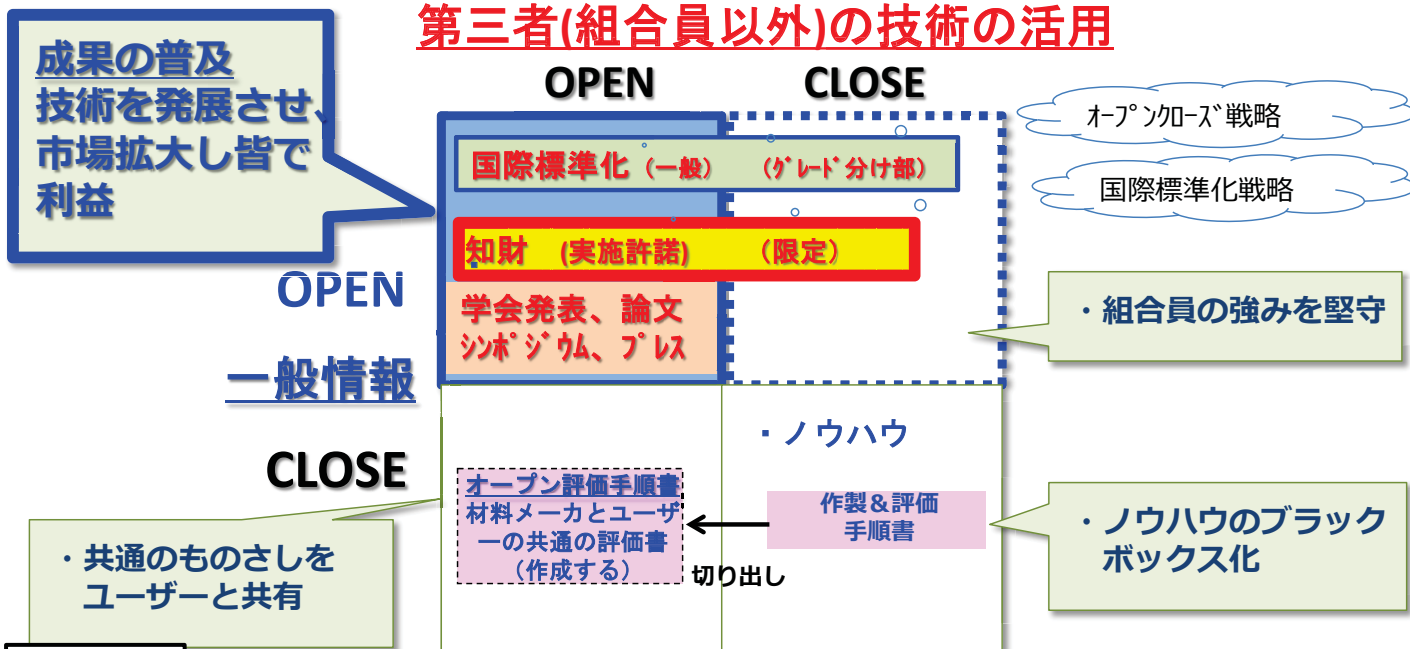 第三者(組合員以外)の技術の活用
成果の普及
技術を発展させ、
市場拡大し皆で
利益
OPEN
CLOSE
ｵｰﾌﾟﾝｸﾛｰｽﾞ戦略
国際標準化戦略
国際標準化（一般）　（ｸﾞﾚｰﾄﾞ分け部）
知財　(実施許諾)　（限定）
学会発表、論文
ｼﾝﾎﾟｼﾞｳﾑ、ﾌﾟﾚｽ
OPEN
一般情報
・組合員の強みを堅守
CLOSE
・ノウハウ
オープン評価手順書
材料メーカとユーザ
ーの共通の評価書
（作成する）
作製＆評価
手順書
切り出し
・ノウハウのブラック
ボックス化
・共通のものさしを
ユーザーと共有